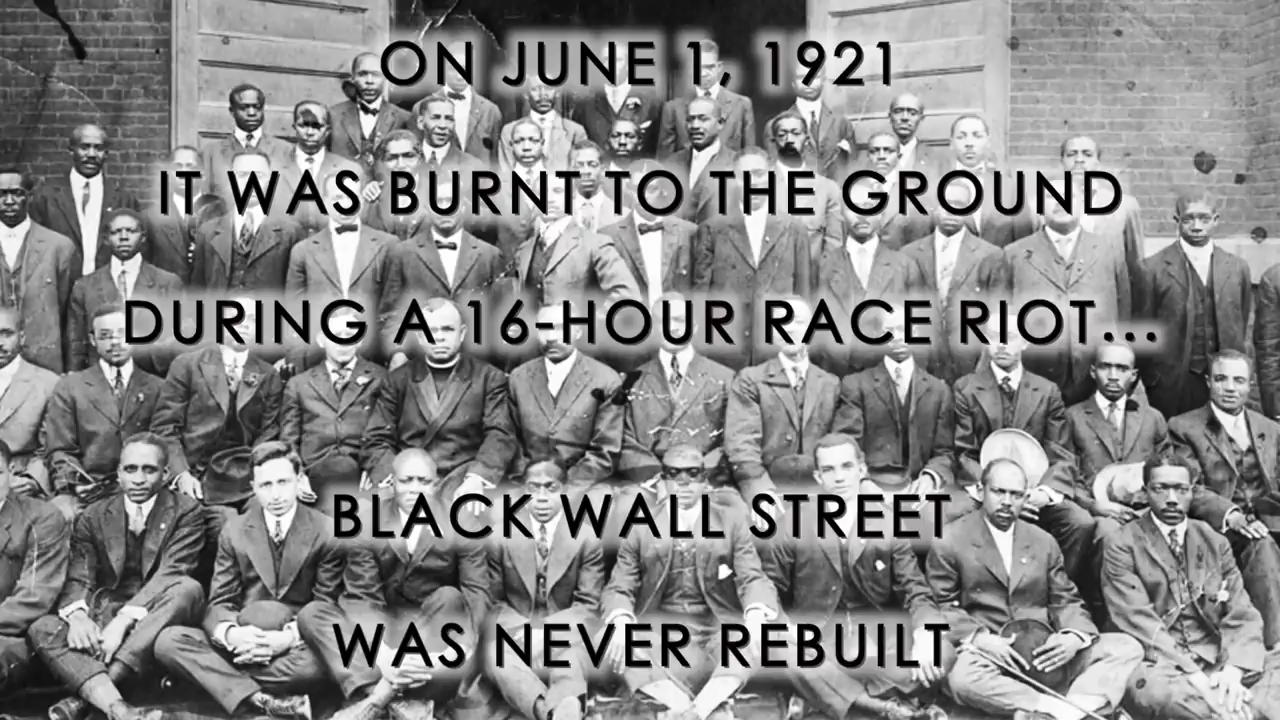 ON JUNE 1, 1921
IT WAS BURNT TO THE GROUND
DURING A 16-HOUR RACE RIOT...
BLACK WALL STREET
WAS NEVER REBUILT